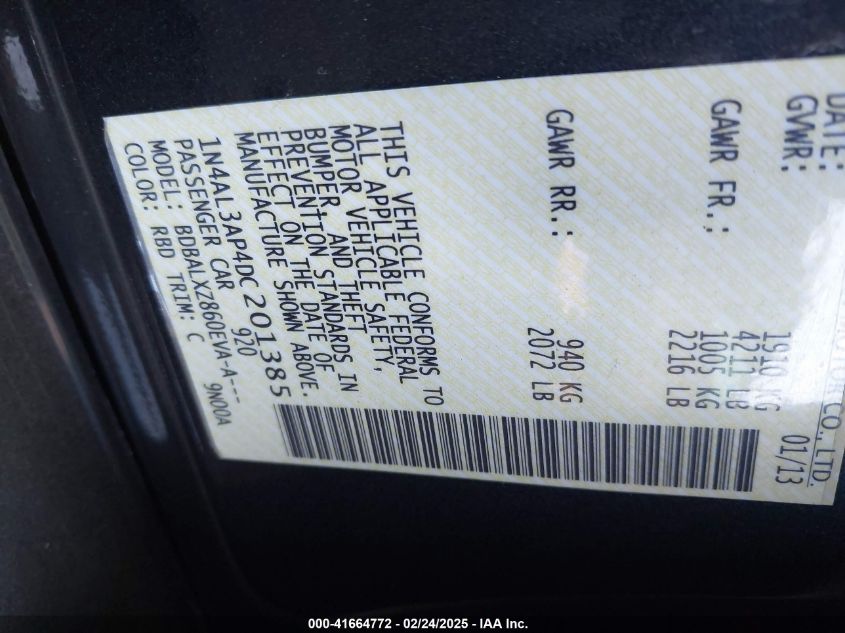 MOTOR CO., LTD.
DATE: 01/13
GVWR: 1910 KG
4211 LB
GAWR FR.: 1005 KG
2216 LB
GAWR RR.: 940 KG
2072 LB
THIS VEHICLE CONFORMS TO
ALL APPLICABLE FEDERAL
MOTOR VEHICLE SAFETY,
BUMPER, AND THEFT
PREVENTION STANDARDS IN
EFFECT ON THE DATE OF
MANUFACTURE SHOWN ABOVE.
1N4AL3AP4DC201385
PASSENGER CAR 920
MODEL: BDBALXZ860EVA-A---
COLOR: RBD TRIM: C 9N00A
000-41664772 - 02/24/2025 - IAA Inc.